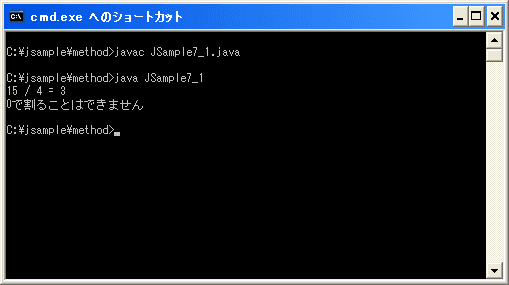 cmd.exe へのショートカット
C:¥jsample¥method>javac JSample7_1.java
C:¥jsample¥method>java JSample7_1
15 / 4 = 3
0で割ることはできません
C:¥jsample¥method>